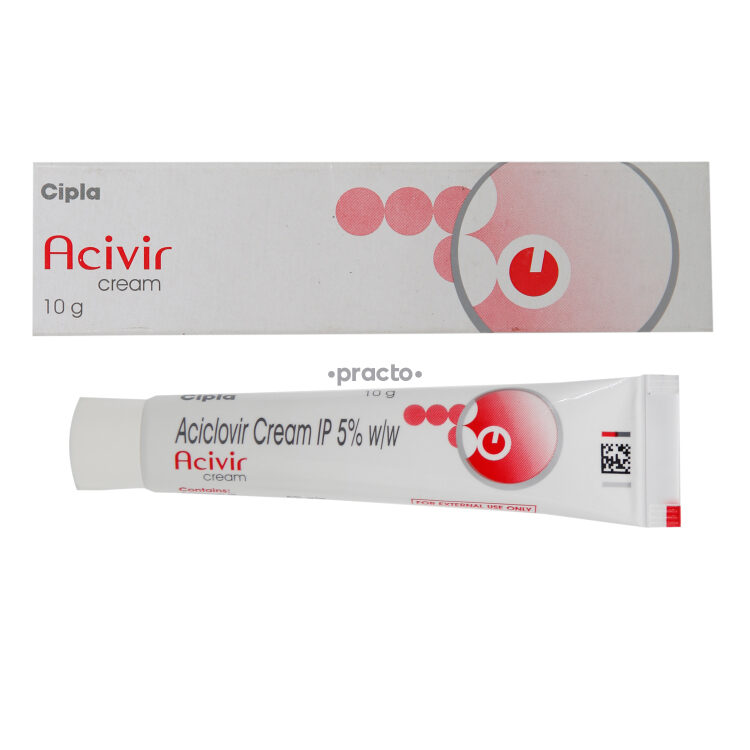 Cipla
Acivir
cream
10 g
•practo•
Cipla
10 g
Aciclovir Cream IP 5% w/w
Acivir
cream
Contains:
FOR EXTERNAL USE ONLY